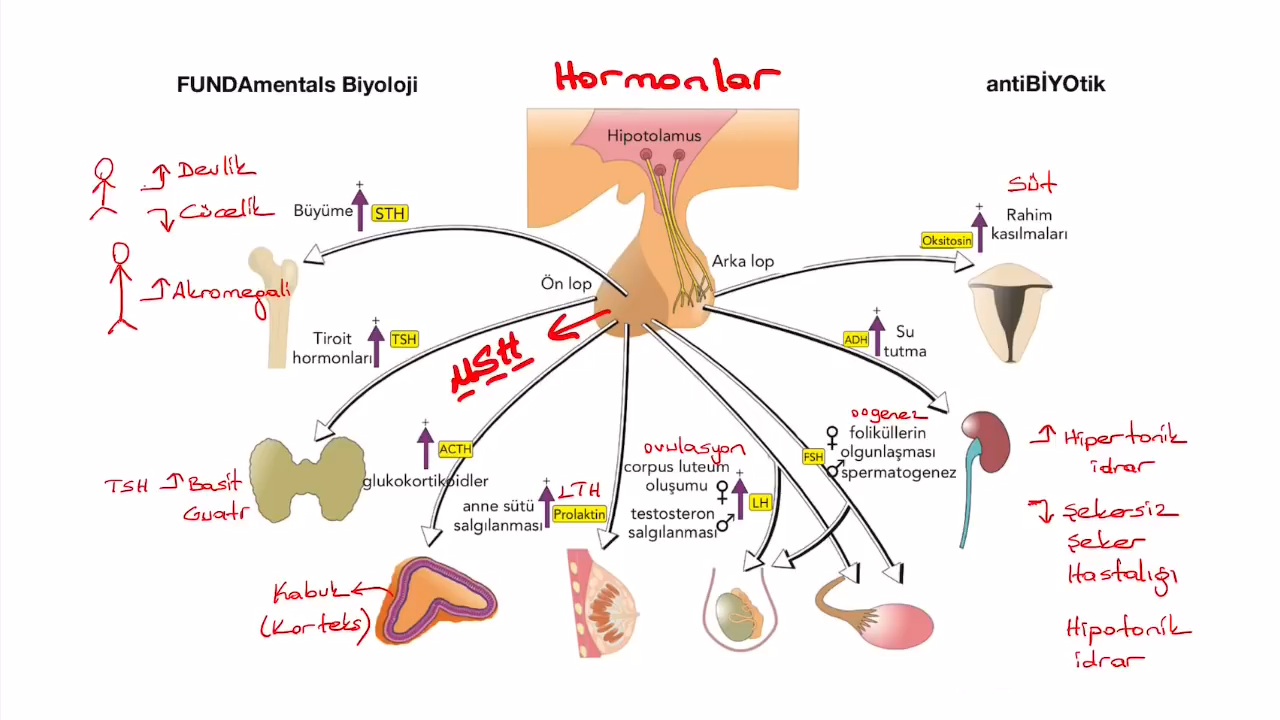 FUNDAmentals Biyoloji
Hormonlar
antiBİYOtik
Hipotolamus
Devlik
Cücelik
Büyüme
STH
Akromegali
Ön lop
Arka lop
Süt
Rahim
kasılmaları
Oksitosin
Tiroit
hormonları
TSH
MSH
ADH
Su
tutma
TSH Basit
Guatr
ACTH
glukokortikoidler
LTH
anne sütü
salgılanması
Prolaktin
ovulasyon
corpus luteum
oluşumu
testosteron
salgılanması
LH
oogenez
foliküllerin
olgunlaşması
spermatogenez
FSH
Hipertonik
idrar
Şekersiz
Şeker
Hastalığı
Hipotonik
idrar
Kabuk
(Korteks)